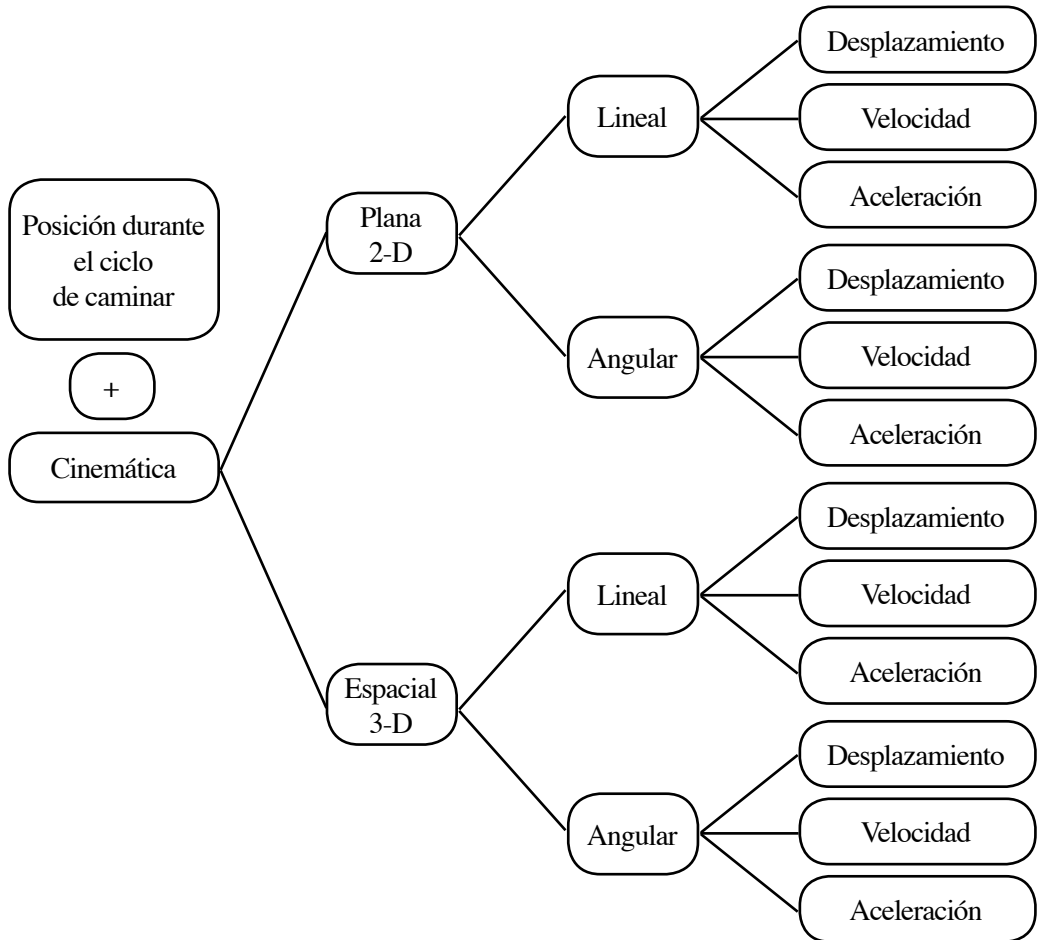 Posición durante
el ciclo
de caminar
+
Cinemática
Plana
2-D
Lineal
Desplazamiento
Velocidad
Aceleración
Angular
Desplazamiento
Velocidad
Aceleración
Espacial
3-D
Lineal
Desplazamiento
Velocidad
Aceleración
Angular
Desplazamiento
Velocidad
Aceleración